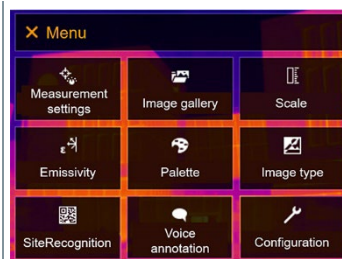 Menu
Measurement
settings
Image gallery
Scale
ε
Emissivity
Palette
Image type
SiteRecognition
Voice
annotation
Configuration